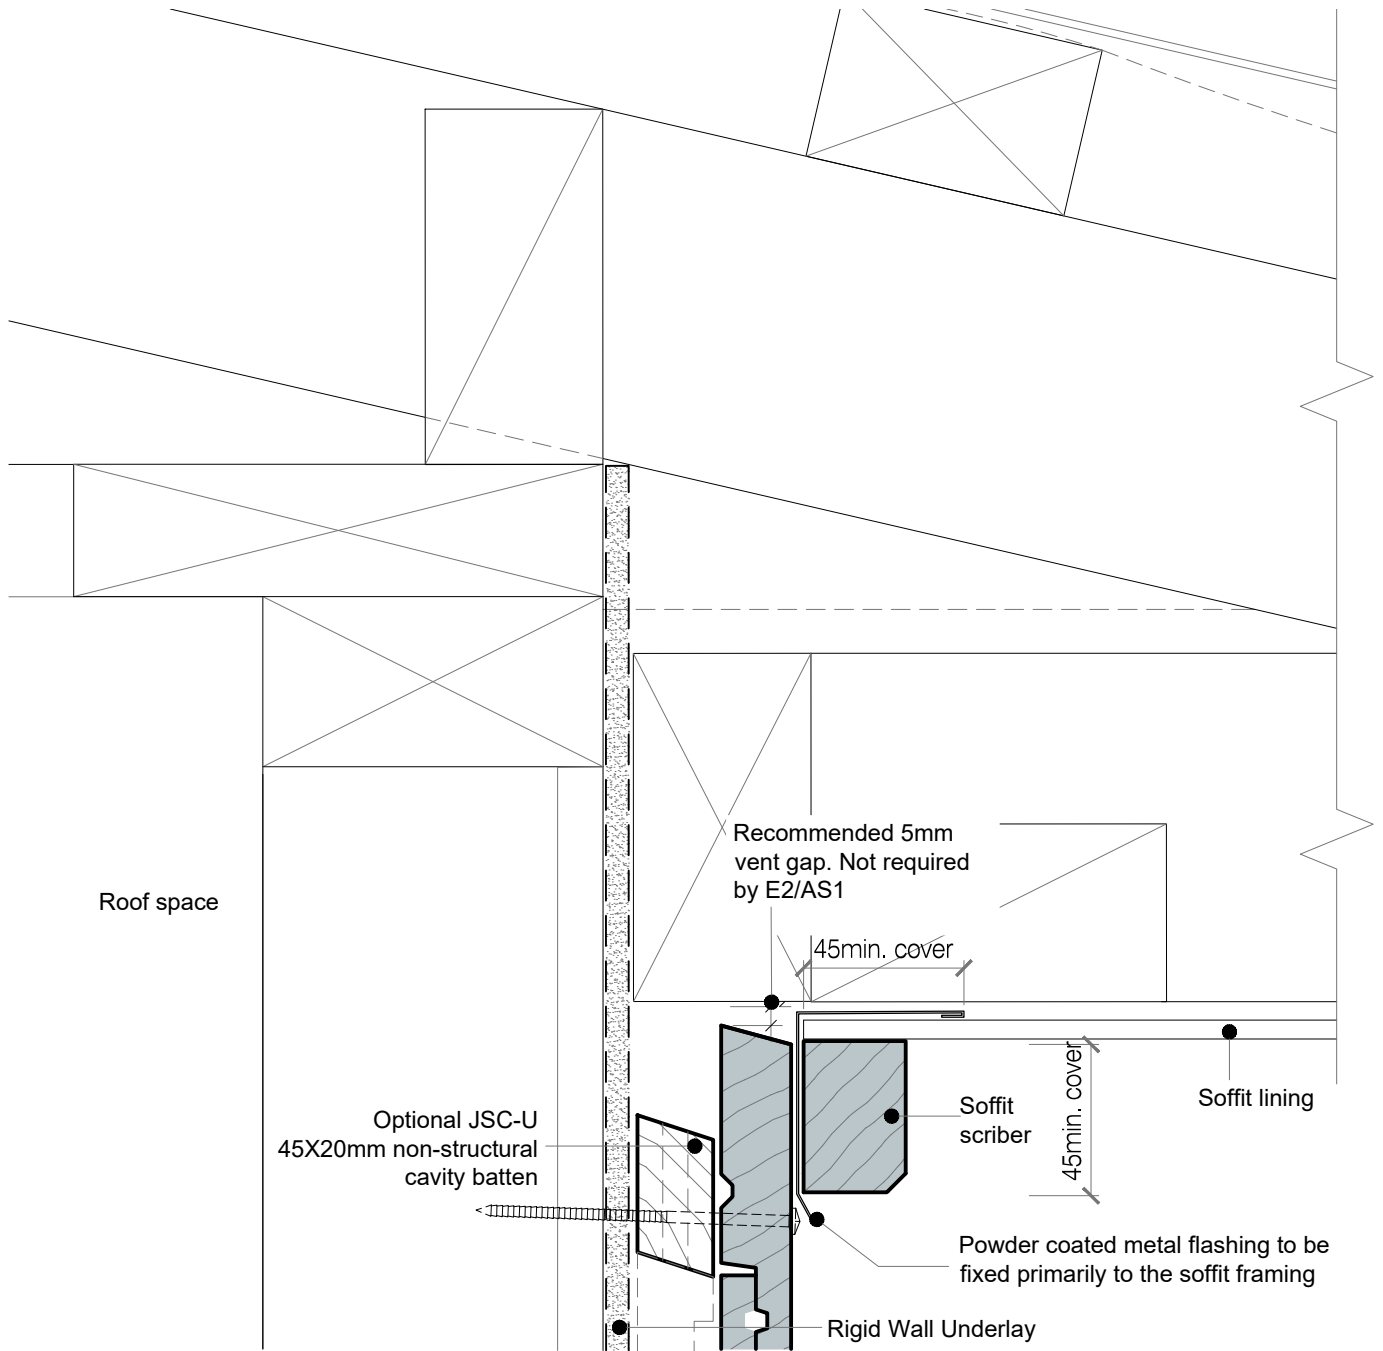 Recommended 5mm
vent gap. Not required
by E2/AS1
Roof space
45min. cover
45min. cover
Soffit lining
Soffit
scriber
Optional JSC-U
45X20mm non-structural
cavity batten
Powder coated metal flashing to be
fixed primarily to the soffit framing
Rigid Wall Underlay